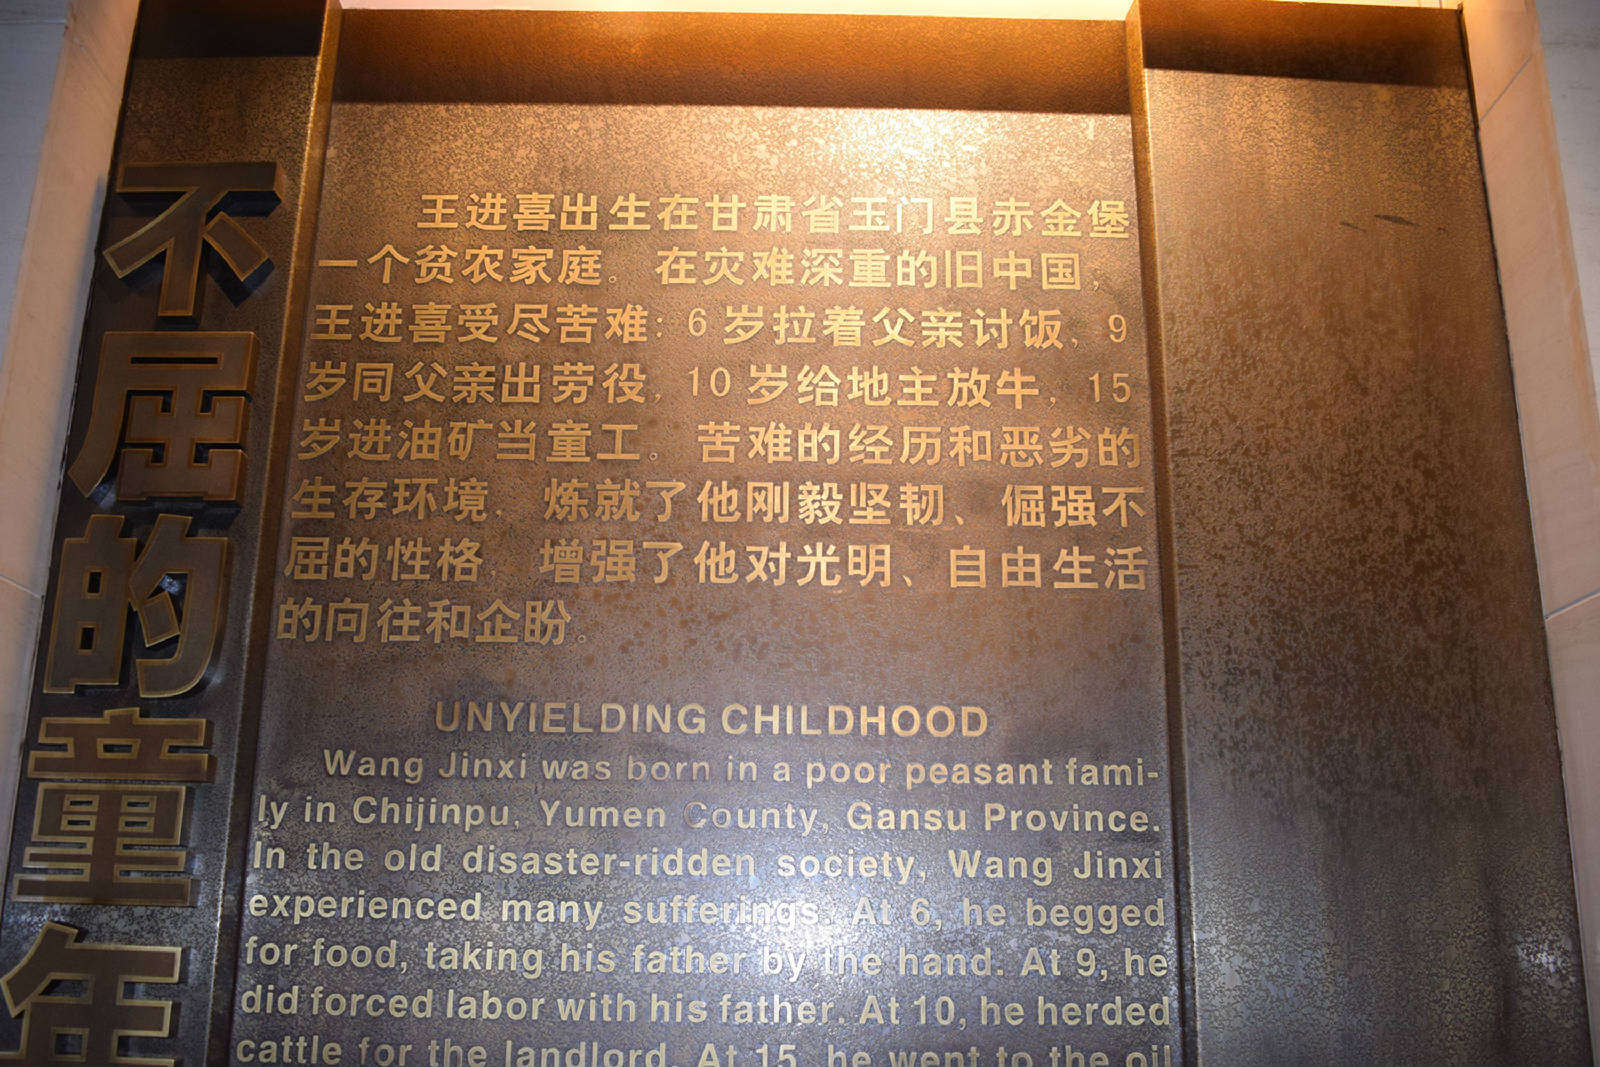 不屈的童年
王进喜出生在甘肃省玉门县赤金堡
一个贫农家庭。在灾难深重的旧中国，
王进喜受尽苦难：6岁拉着父亲讨饭，9
岁同父亲出劳役，10岁给地主放牛，15
岁进油矿当童工。苦难的经历和恶劣的
生存环境，炼就了他刚毅坚韧、倔强不
屈的性格，增强了他对光明、自由生活
的向往和企盼。
UNYIELDING CHILDHOOD
Wang Jinxi was born in a poor peasant fami-
ly in Chijinpu, Yumen County, Gansu Province.
In the old disaster-ridden society, Wang Jinxi
experienced many sufferings. At 6, he begged
for food, taking his father by the hand. At 9, he
did forced labor with his father. At 10, he herded
cattle for the landlord. At 15, he went to the oil